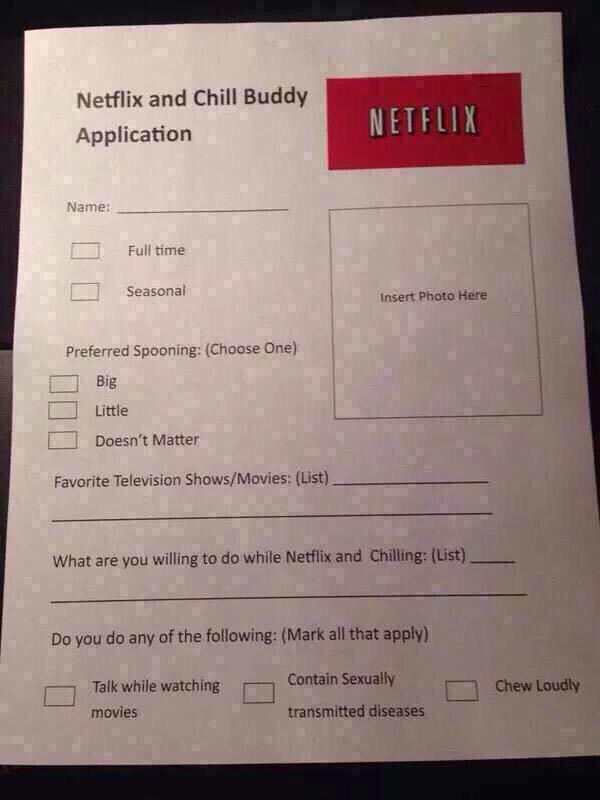 Netflix and Chill Buddy
Application
NETFLIX
Name: ____________________
Full time
Seasonal
Insert Photo Here
Preferred Spooning: (Choose One)
Big
Little
Doesn't Matter
Favorite Television Shows/Movies: (List) ____________________
What are you willing to do while Netflix and Chilling: (List) _____
Do you do any of the following: (Mark all that apply)
Talk while watching
movies
Contain Sexually
transmitted diseases
Chew Loudly